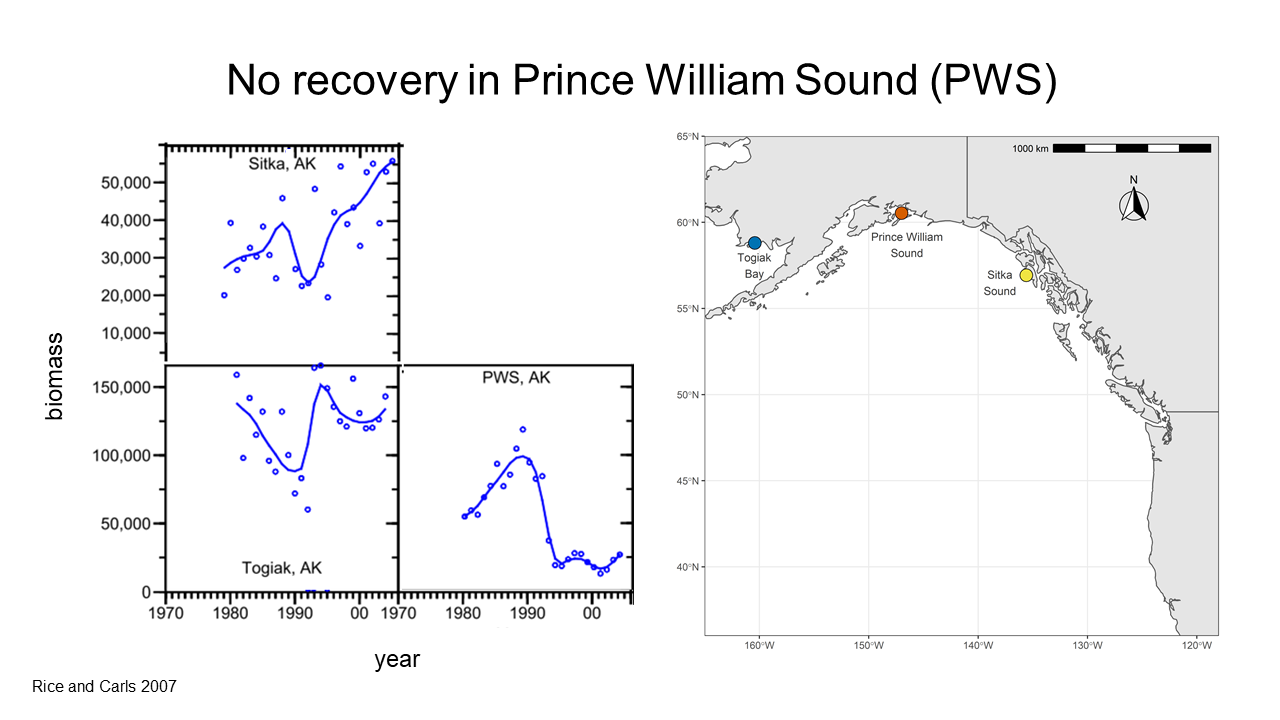 No recovery in Prince William Sound (PWS)
biomass
Sitka, AK
50,000
40,000
30,000
20,000
10,000
150,000
100,000
50,000
0
Togiak, AK
PWS, AK
1970
1980
1990
00
1970
1980
1990
00
year
Rice and Carls 2007
65°N
60°N
55°N
50°N
45°N
40°N
160°W
150°W
140°W
130°W
120°W
1000 km
N
Prince William
Sound
Togiak
Bay
Sitka
Sound